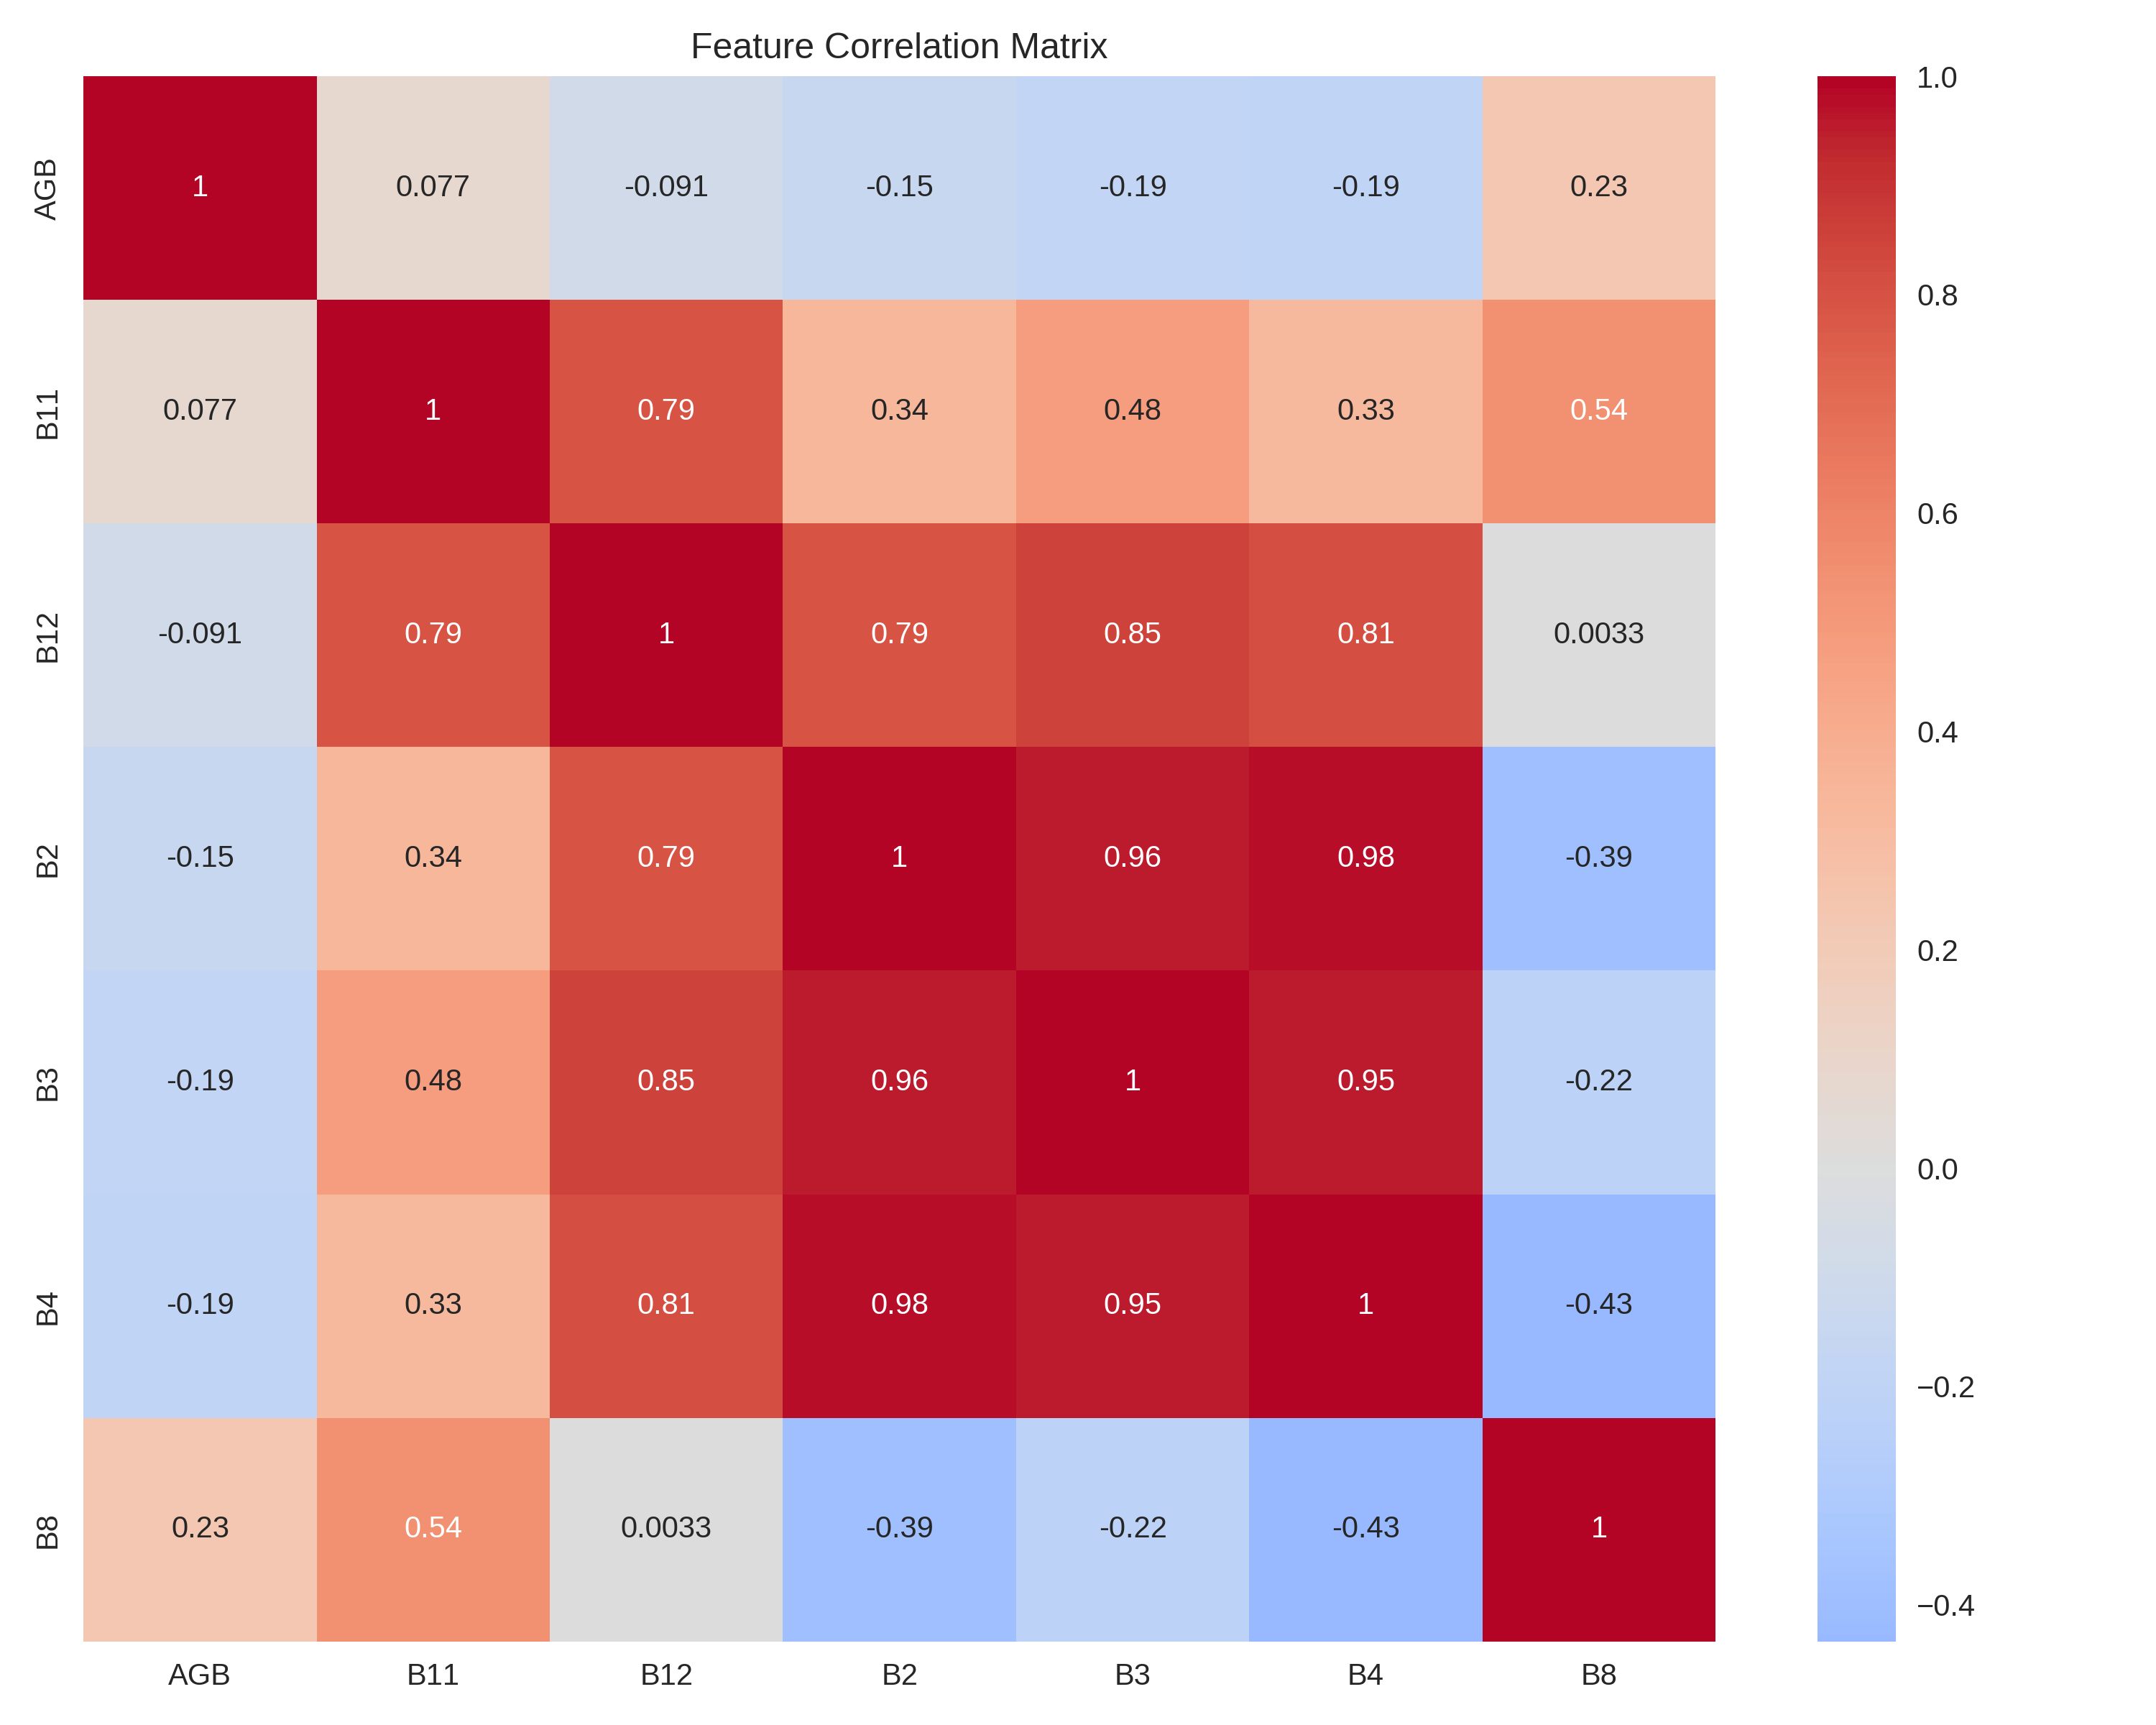 Feature Correlation Matrix
AGB 1 0.077 -0.091 -0.15 -0.19 -0.19 0.23
B11 0.077 1 0.79 0.34 0.48 0.33 0.54
B12 -0.091 0.79 1 0.79 0.85 0.81 0.0033
B2 -0.15 0.34 0.79 1 0.96 0.98 -0.39
B3 -0.19 0.48 0.85 0.96 1 0.95 -0.22
B4 -0.19 0.33 0.81 0.98 0.95 1 -0.43
B8 0.23 0.54 0.0033 -0.39 -0.22 -0.43 1
AGB B11 B12 B2 B3 B4 B8
1.0
0.8
0.6
0.4
0.2
0.0
−0.2
−0.4